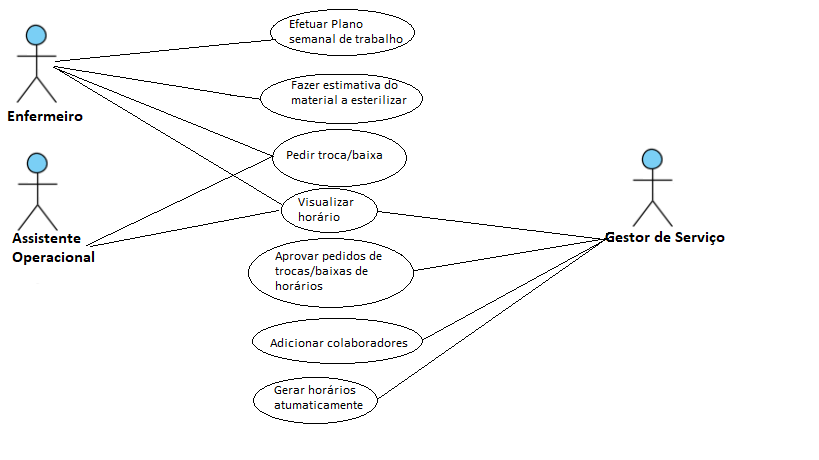 Efetuar Plano
semanal de trabalho
Enfermeiro
Fazer estimativa do
material a esterilizar
Pedir troca/baixa
Visualizar
horário
Assistente
Operacional
Gestor de Serviço
Aprovar pedidos de
trocas/baixas de
horários
Adicionar colaboradores
Gerar horários
atumaticamente